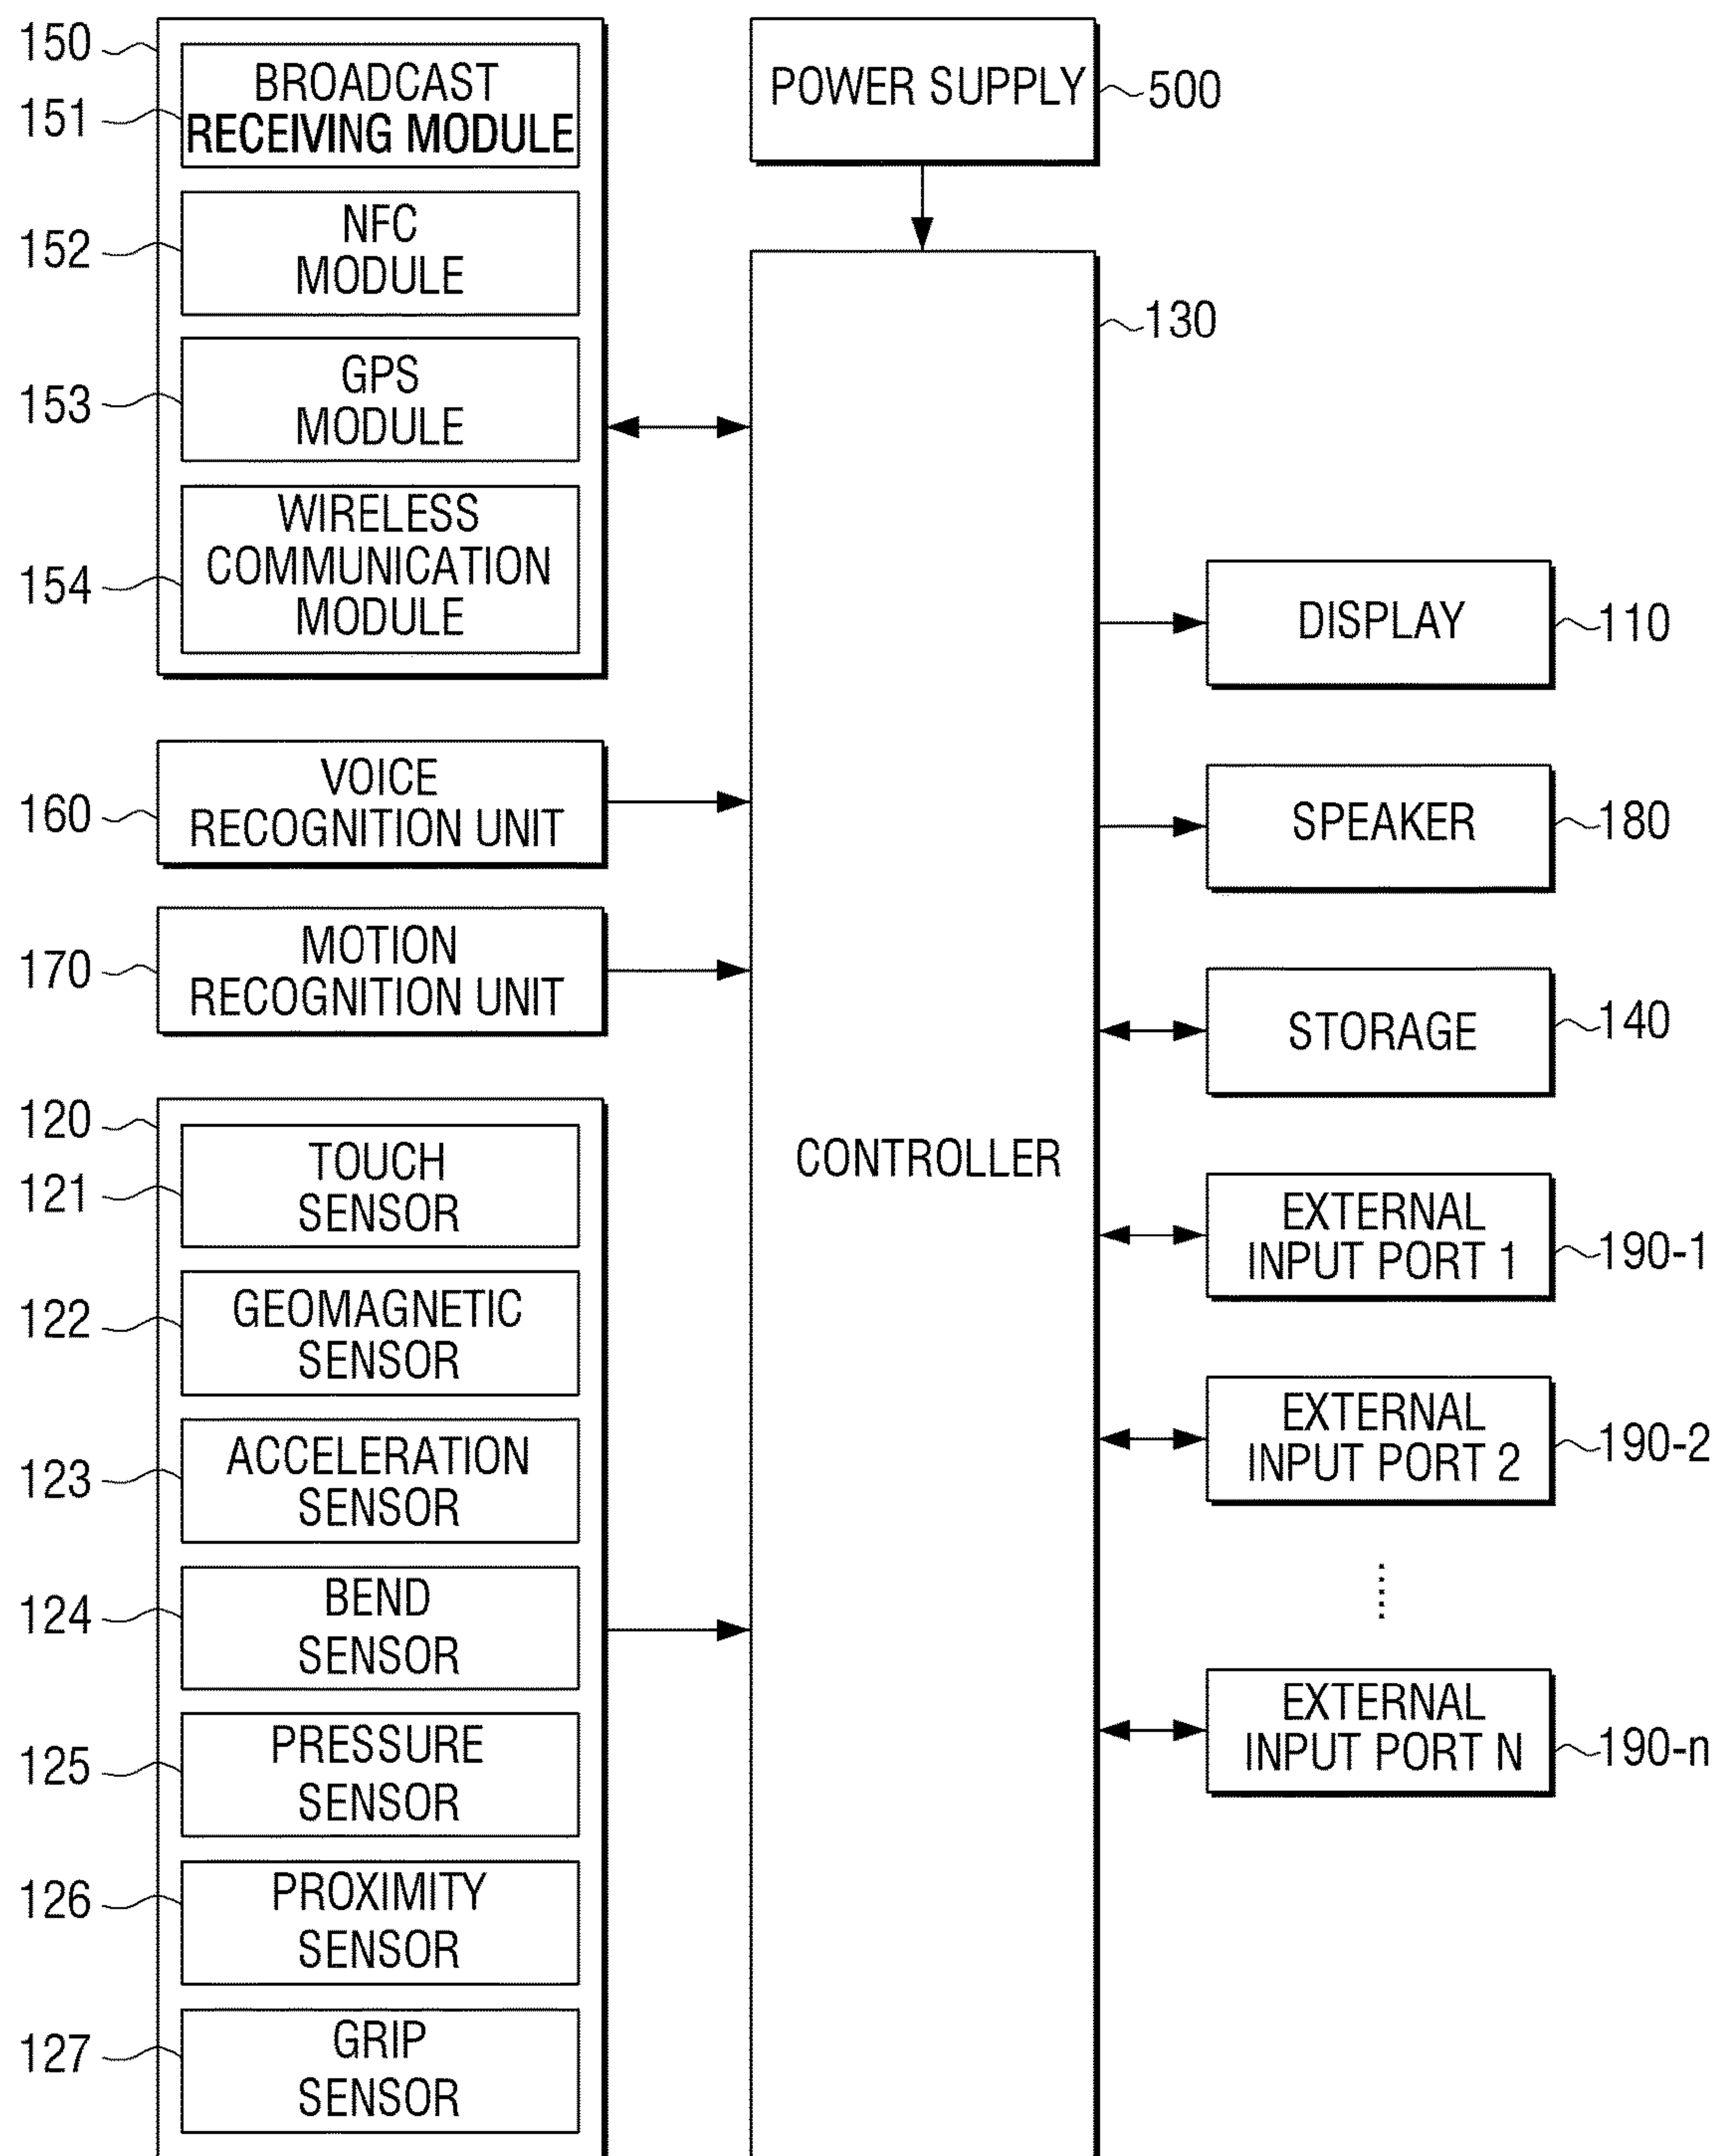 150
151
BROADCAST
RECEIVING MODULE
152
NFC
MODULE
153
GPS
MODULE
154
WIRELESS
COMMUNICATION
MODULE
160
VOICE
RECOGNITION UNIT
170
MOTION
RECOGNITION UNIT
120
121
TOUCH
SENSOR
122
GEOMAGNETIC
SENSOR
123
ACCELERATION
SENSOR
124
BEND
SENSOR
125
PRESSURE
SENSOR
126
PROXIMITY
SENSOR
127
GRIP
SENSOR
POWER SUPPLY
500
130
CONTROLLER
DISPLAY
110
SPEAKER
180
STORAGE
140
EXTERNAL
INPUT PORT 1
190-1
EXTERNAL
INPUT PORT 2
190-2
EXTERNAL
INPUT PORT N
190-n